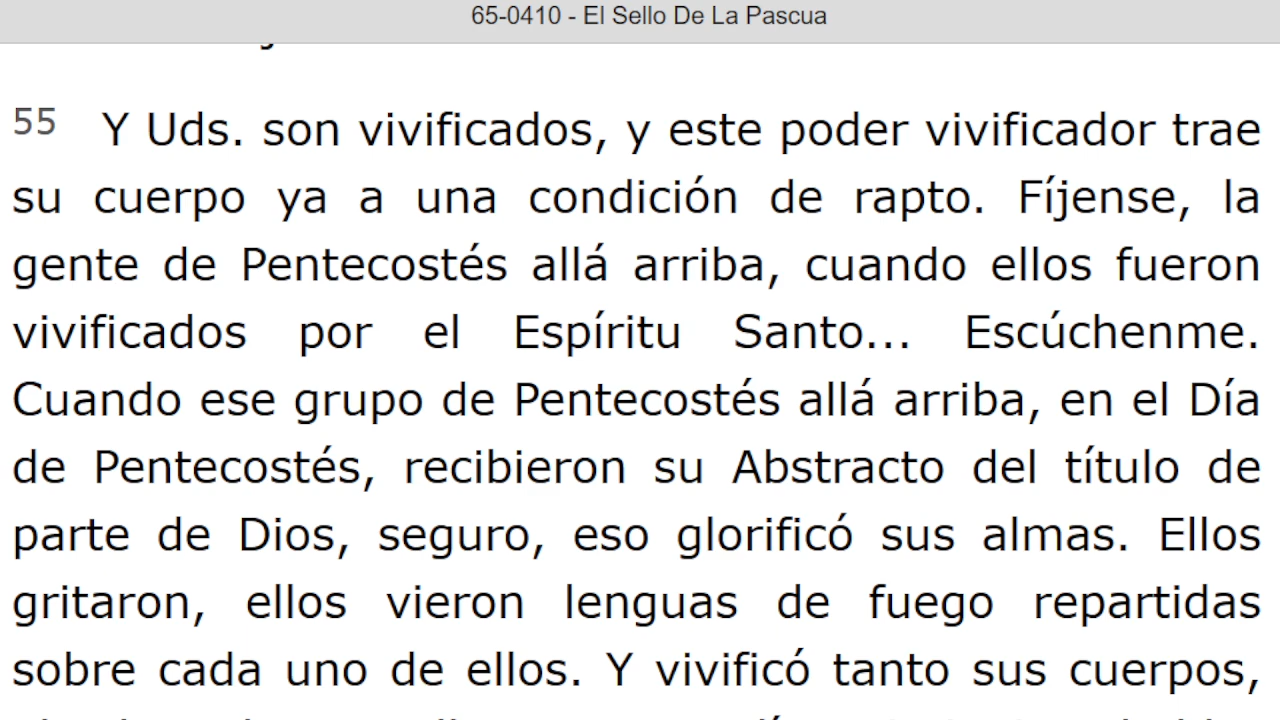 65-0410 - El Sello De La Pascua
55 Y Uds. son vivificados, y este poder vivificador trae
su cuerpo ya a una condición de rapto. Fíjense, la
gente de Pentecostés allá arriba, cuando ellos fueron
vivificados por el Espíritu Santo... Escúchenme.
Cuando ese grupo de Pentecostés allá arriba, en el Día
de Pentecostés, recibieron su Abstracto del título de
parte de Dios, seguro, eso glorificó sus almas. Ellos
gritaron, ellos vieron lenguas de fuego repartidas
sobre cada uno de ellos. Y vivificó tanto sus cuerpos,